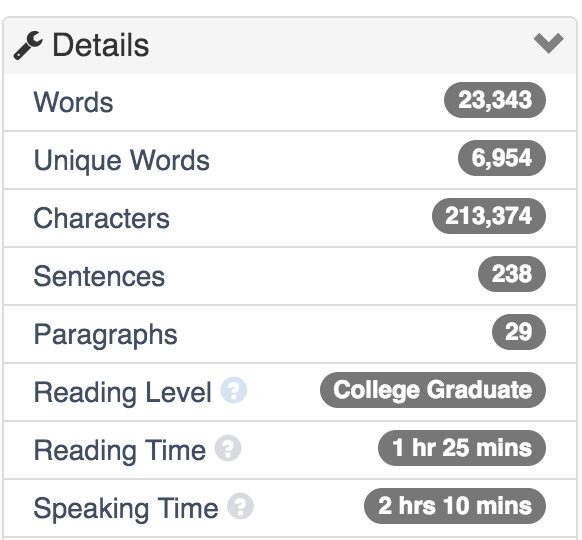 Details
Words 23,343
Unique Words 6,954
Characters 213,374
Sentences 238
Paragraphs 29
Reading Level ? College Graduate
Reading Time ? 1 hr 25 mins
Speaking Time ? 2 hrs 10 mins